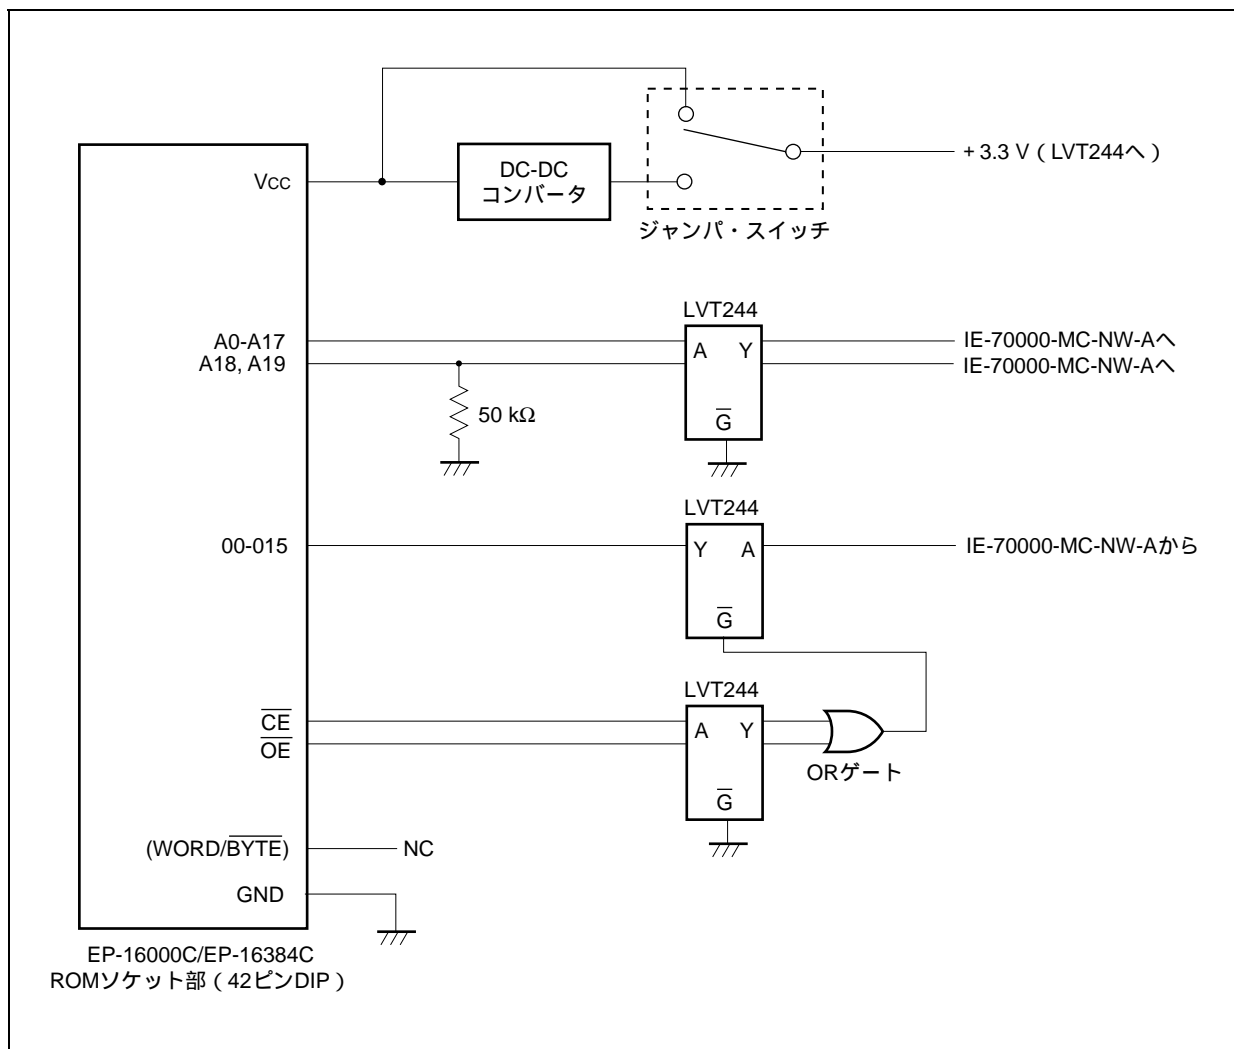 VCC
DC-DC
コンバータ
+ 3.3 V ( LVT244へ )
ジャンパ・スイッチ
LVT244
A0-A17
A18, A19
A Y
G
IE-70000-MC-NW-Aへ
IE-70000-MC-NW-Aへ
50 kΩ
LVT244
00-015
Y A
G
IE-70000-MC-NW-Aから
LVT244
CE
OE
A Y
G
ORゲート
(WORD/BYTE)
NC
GND
EP-16000C/EP-16384C
ROMソケット部 ( 42ピンDIP )